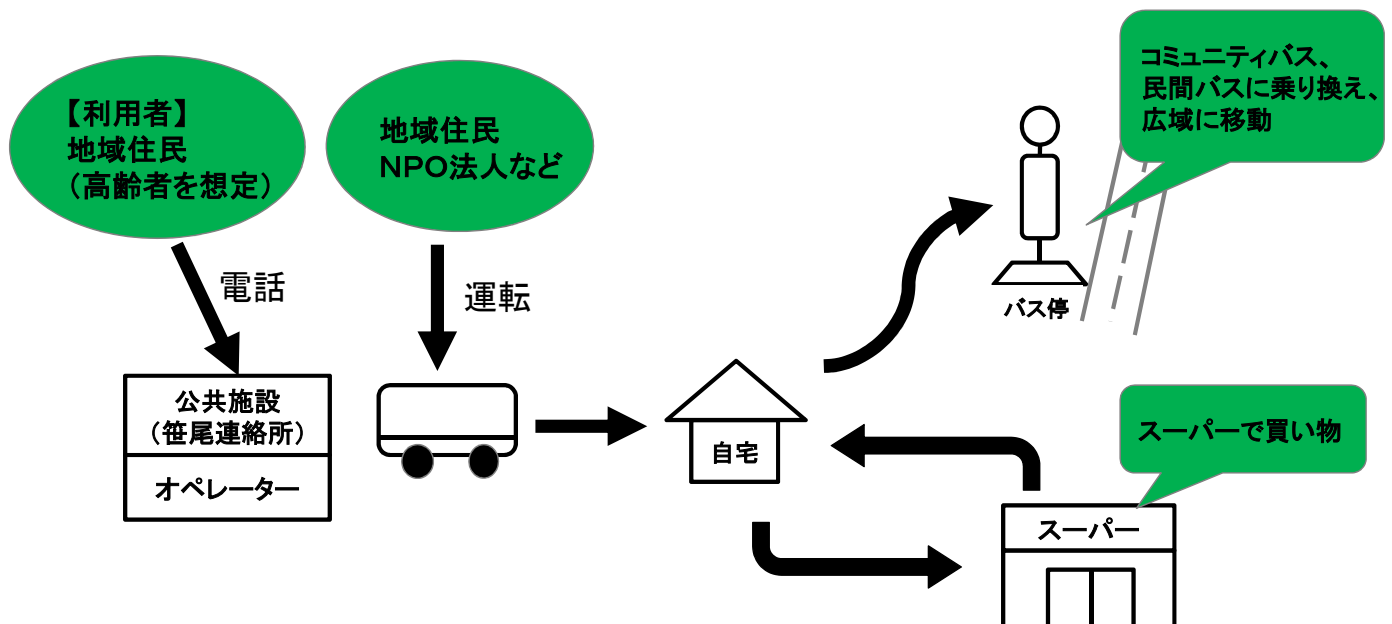 【利用者】
地域住民
（高齢者を想定）
地域住民
ＮＰＯ法人など
コミュニティバス、
民間バスに乗り換え、
広域に移動
電話
運転
バス停
公共施設
（笹尾連絡所）
オペレーター
自宅
スーパーで買い物
スーパー